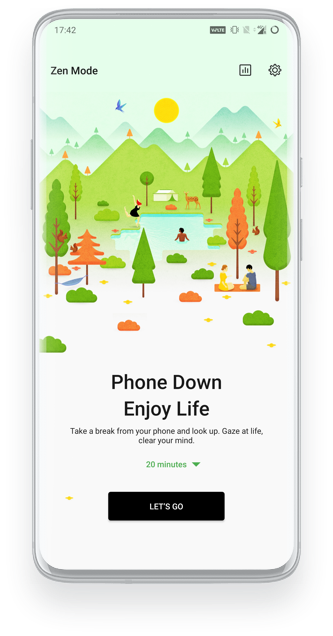 17:42
VoLTE
Zen Mode
Phone Down
Enjoy Life
Take a break from your phone and look up. Gaze at life,
clear your mind.
20 minutes
LET'S GO